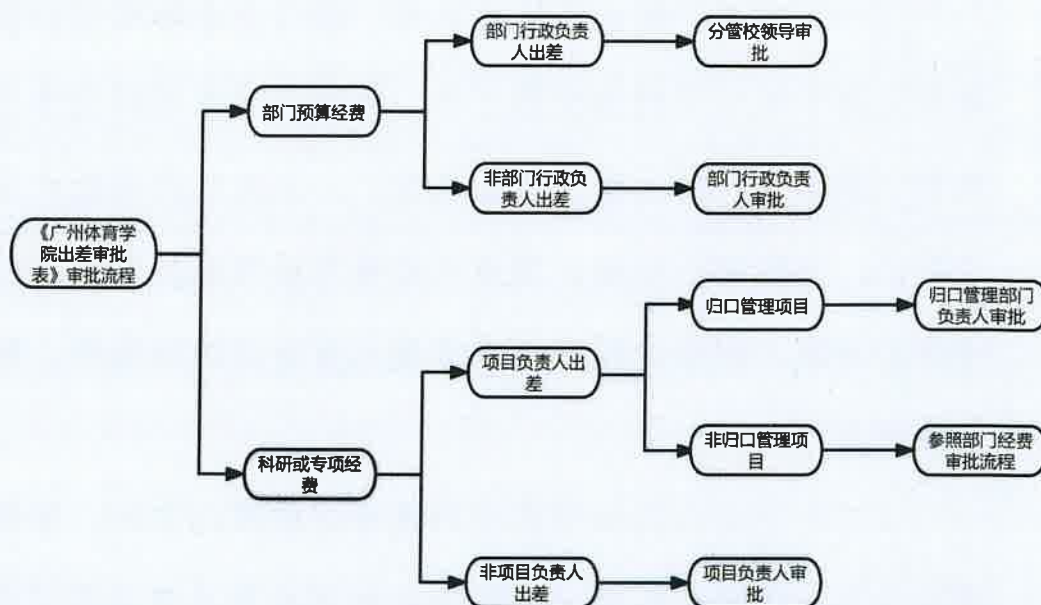 部门行政负责
人出差
分管校领导审
批
部门预算经费
非部门行政负
责人出差
部门行政负责
人审批
《广州体育学
院出差审批
表》审批流程
归口管理项目
归口管理部门
负责人审批
项目负责人出
差
非归口管理项
目
参照部门经费
审批流程
科研或专项经
费
非项目负责人
出差
项目负责人审
批